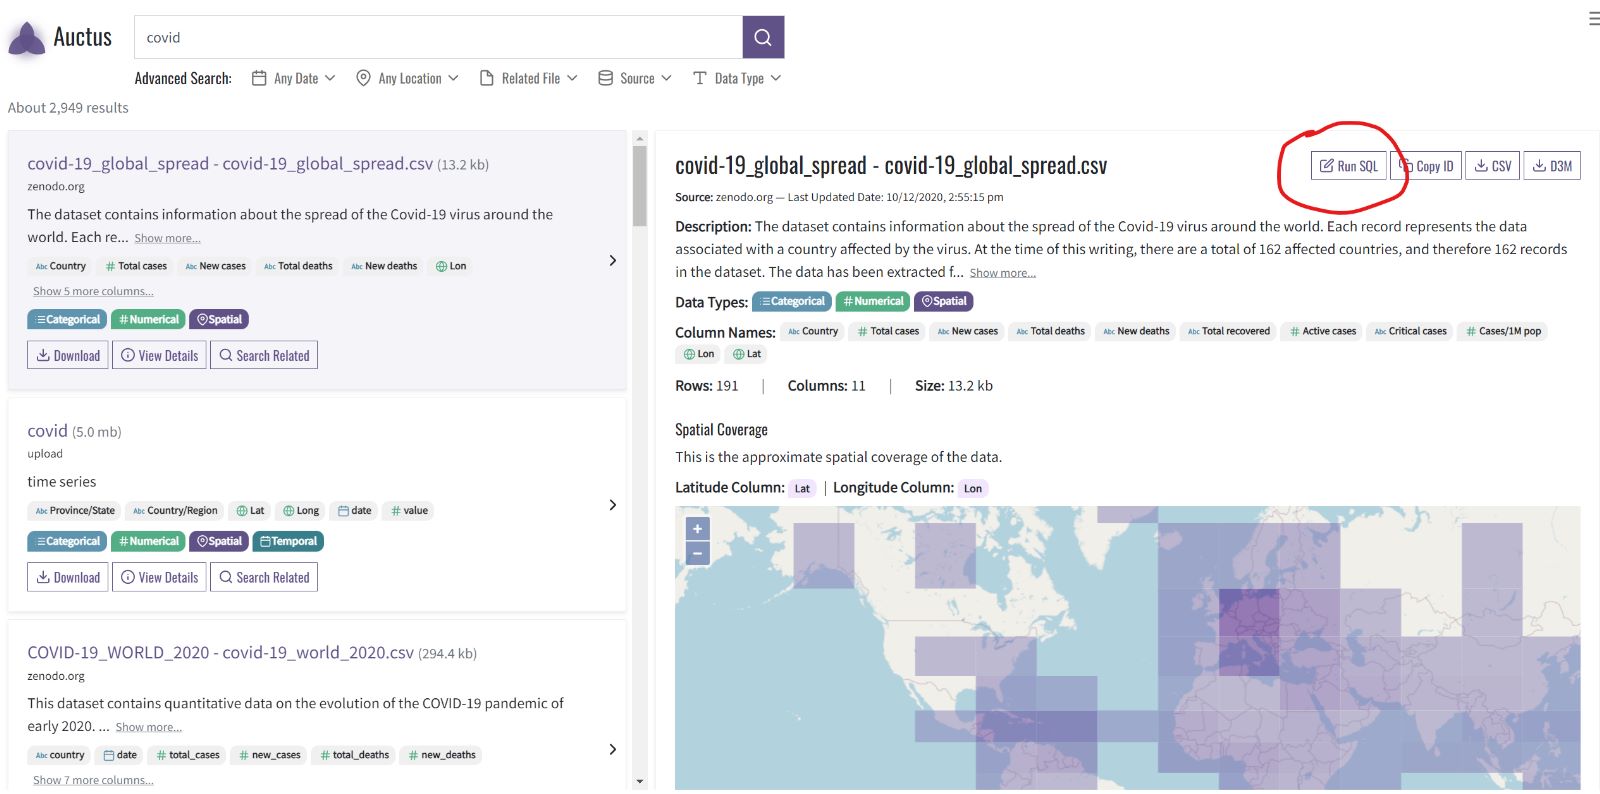 Auctus
covid
Advanced Search: Any Date Any Location Related File Source Data Type
About 2,949 results
covid-19_global_spread - covid-19_global_spread.csv (13.2 kb)
zenodo.org
The dataset contains information about the spread of the Covid-19 virus around the
world. Each re... Show more...
Abc Country # Total cases Abc New cases Abc Total deaths Abc New deaths Lon
Show 5 more columns...
Categorical #Numerical Spatial
Download View Details Search Related
covid (5.0 mb)
upload
time series
Abc Province/State Abc Country/Region Lat Long date # value
Categorical #Numerical Spatial Temporal
Download View Details Search Related
COVID-19_WORLD_2020 - covid-19_world_2020.csv (294.4 kb)
zenodo.org
This dataset contains quantitative data on the evolution of the COVID-19 pandemic of
early 2020. ... Show more...
Abc country date # total_cases # new_cases # total_deaths # new_deaths
Show 7 more columns...
covid-19_global_spread - covid-19_global_spread.csv
Run SQL Copy ID CSV D3M
Source: zenodo.org — Last Updated Date: 10/12/2020, 2:55:15 pm
Description: The dataset contains information about the spread of the Covid-19 virus around the world. Each record represents the data
associated with a country affected by the virus. At the time of this writing, there are a total of 162 affected countries, and therefore 162 records
in the dataset. The data has been extracted f... Show more...
Data Types: Categorical #Numerical Spatial
Column Names: Abc Country # Total cases Abc New cases Abc Total deaths Abc New deaths Abc Total recovered # Active cases Abc Critical cases # Cases/1M pop
Lon Lat
Rows: 191 | Columns: 11 | Size: 13.2 kb
Spatial Coverage
This is the approximate spatial coverage of the data.
Latitude Column: Lat | Longitude Column: Lon
+
−